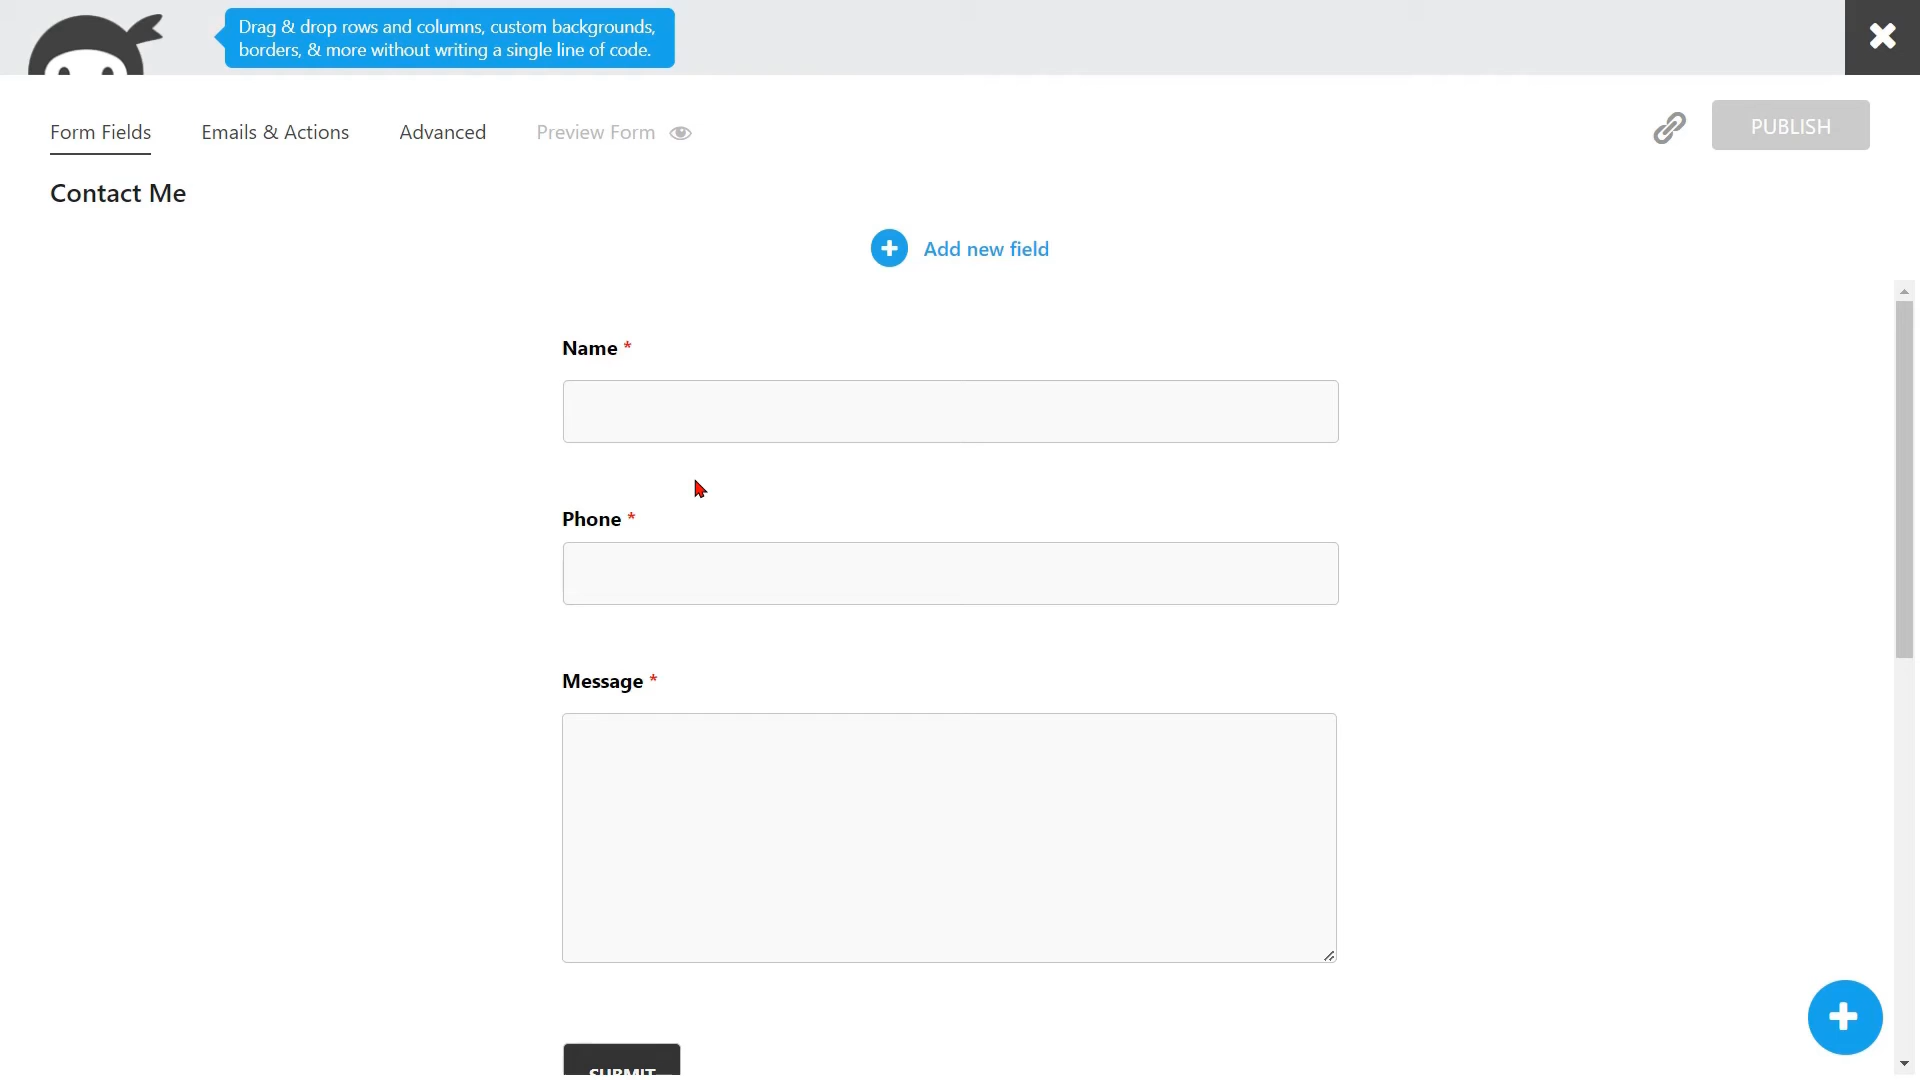 Drag & drop rows and columns, custom backgrounds,
borders, & more without writing a single line of code.
Form Fields Emails & Actions Advanced Preview Form PUBLISH
Contact Me
Add new field
Name *
Phone *
Message *
SUBMIT